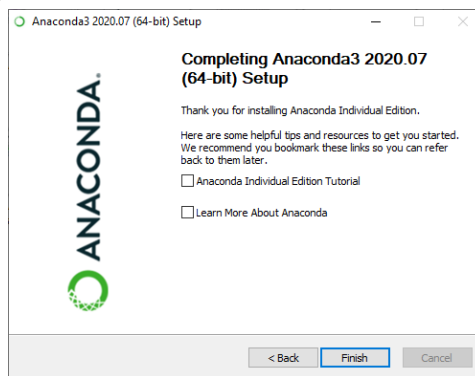 Anaconda3 2020.07 (64-bit) Setup
Completing Anaconda3 2020.07
(64-bit) Setup
Thank you for installing Anaconda Individual Edition.
Here are some helpful tips and resources to get you started.
We recommend you bookmark these links so you can refer
back to them later.
Anaconda Individual Edition Tutorial
Learn More About Anaconda
ANACONDA.
< Back
Finish
Cancel